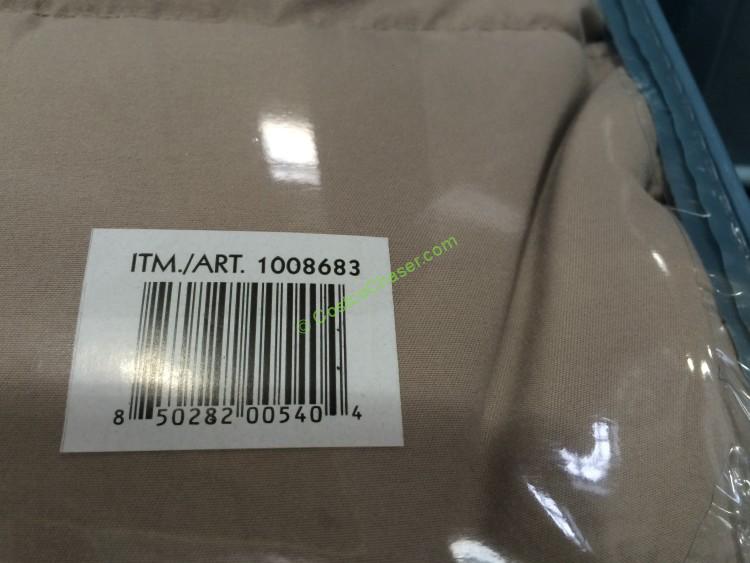 ITM./ART. 1008683
© CostcoChaser.com
8 50282 00540 4